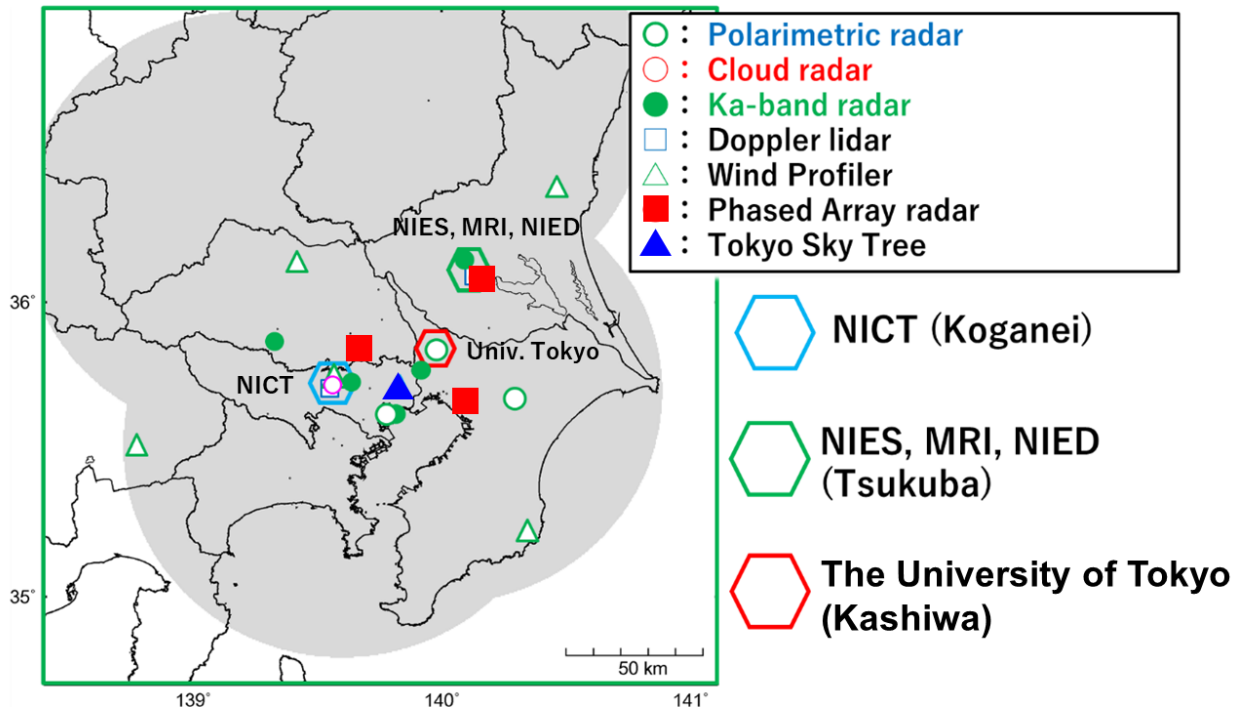 ○ : Polarimetric radar
○ : Cloud radar
● : Ka-band radar
□ : Doppler lidar
△ : Wind Profiler
■ : Phased Array radar
▲ : Tokyo Sky Tree
NIES, MRI, NIED
36°
Univ. Tokyo
NICT
35°
50 km
139°
140°
141°
NICT (Koganei)
NIES, MRI, NIED
(Tsukuba)
The University of Tokyo
(Kashiwa)